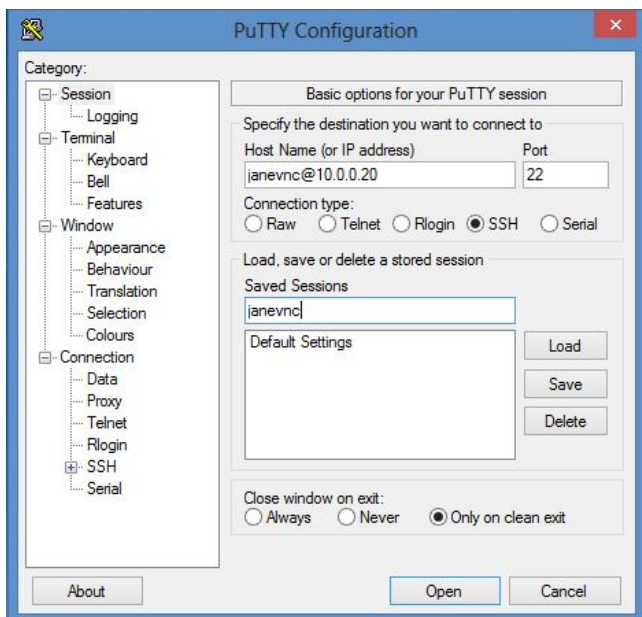 PuTTY Configuration
Category:
Session
Logging
Terminal
Keyboard
Bell
Features
Window
Appearance
Behaviour
Translation
Selection
Colours
Connection
Data
Proxy
Telnet
Rlogin
SSH
Serial
Basic options for your PuTTY session
Specify the destination you want to connect to
Host Name (or IP address) Port
janevnc@10.0.0.20 22
Connection type:
Raw Telnet Rlogin SSH Serial
Load, save or delete a stored session
Saved Sessions
janevnc
Default Settings
Load
Save
Delete
Close window on exit:
Always Never Only on clean exit
About Open Cancel